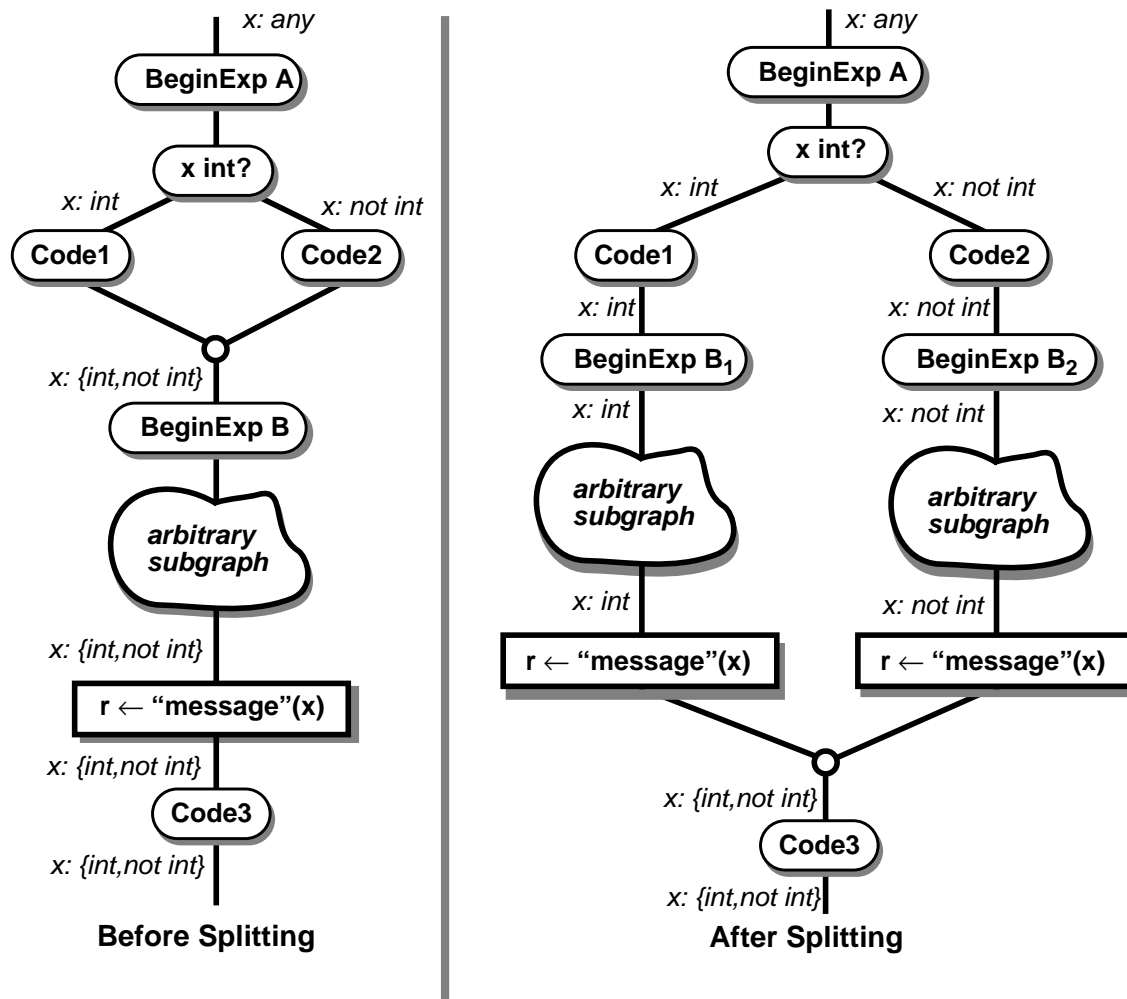 x: any
BeginExp A
x int?
x: int
x: not int
Code1
Code2
x: {int,not int}
BeginExp B
arbitrary
subgraph
x: {int,not int}
r ← “message”(x)
x: {int,not int}
Code3
x: {int,not int}
Before Splitting
x: any
BeginExp A
x int?
x: int
x: not int
Code1
Code2
x: int
x: not int
BeginExp B₁
BeginExp B₂
x: int
x: not int
arbitrary
subgraph
arbitrary
subgraph
x: int
x: not int
r ← “message”(x)
r ← “message”(x)
x: {int,not int}
Code3
x: {int,not int}
After Splitting